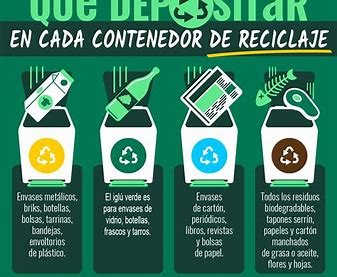 QUÉ DEPOSITAR
EN CADA CONTENEDOR DE RECICLAJE
Envases metálicos,
briks, botellas,
bolsas, tarrinas,
bandejas,
envoltorios
de plástico.
El iglú verde es
para envases de
vidrio, botellas,
frascos y tarros.
Envases
de cartón,
periódicos,
libros, revistas
y bolsas
de papel.
Todos los residuos
biodegradables,
tapones serrín,
papeles y cartón
manchados
de grasa o aceite,
flores y hojas.